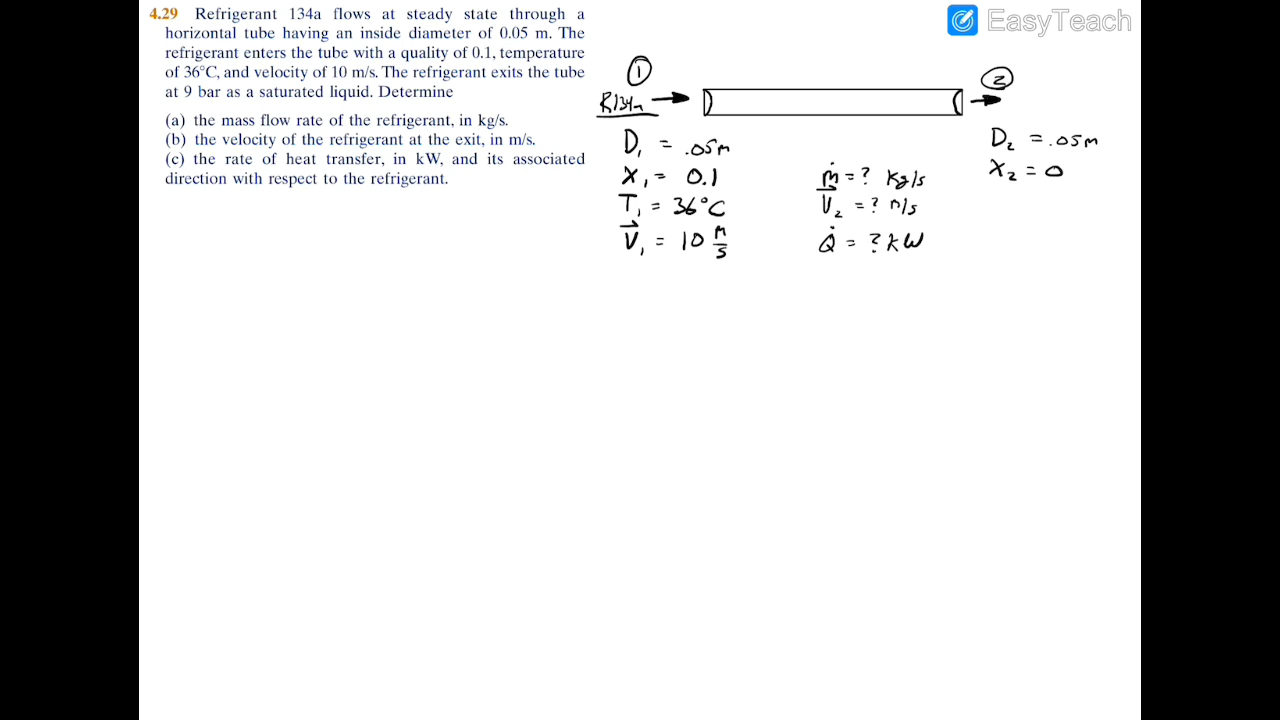 4.29 Refrigerant 134a flows at steady state through a
horizontal tube having an inside diameter of 0.05 m. The
refrigerant enters the tube with a quality of 0.1, temperature
of 36°C, and velocity of 10 m/s. The refrigerant exits the tube
at 9 bar as a saturated liquid. Determine
(a) the mass flow rate of the refrigerant, in kg/s.
(b) the velocity of the refrigerant at the exit, in m/s.
(c) the rate of heat transfer, in kW, and its associated
direction with respect to the refrigerant.
EasyTeach
1
R134a
D₁ = .05m
X₁ = 0.1
T₁ = 36°C
V⃗₁ = 10 m/s
ṁ = ? kg/s
V₂ = ? m/s
Q̇ = ? kW
2
D₂ = .05m
X₂ = 0